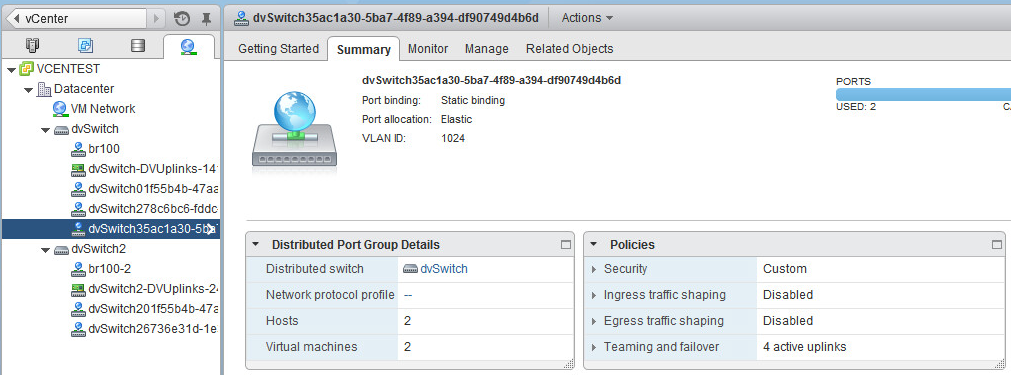 vCenter
VCENTEST
Datacenter
VM Network
dvSwitch
br100
dvSwitch-DVUplinks-14
dvSwitch01f55b4b-47aa
dvSwitch278c6bc6-fddc
dvSwitch35ac1a30-5ba7
dvSwitch2
br100-2
dvSwitch2-DVUplinks-24
dvSwitch201f55b4b-47a
dvSwitch26736e31d-1e
dvSwitch35ac1a30-5ba7-4f89-a394-df90749d4b6d Actions
Getting Started Summary Monitor Manage Related Objects
dvSwitch35ac1a30-5ba7-4f89-a394-df90749d4b6d
Port binding: Static binding
Port allocation: Elastic
VLAN ID: 1024
PORTS
USED: 2
Distributed Port Group Details
Distributed switch dvSwitch
Network protocol profile --
Hosts 2
Virtual machines 2
Policies
Security Custom
Ingress traffic shaping Disabled
Egress traffic shaping Disabled
Teaming and failover 4 active uplinks